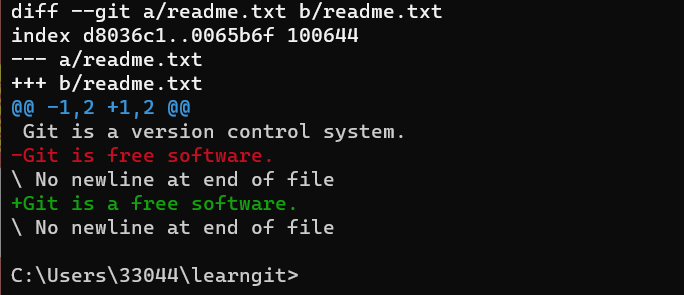 diff --git a/readme.txt b/readme.txt
index d8036c1..0065b6f 100644
--- a/readme.txt
+++ b/readme.txt
@@ -1,2 +1,2 @@
 Git is a version control system.
-Git is free software.
\ No newline at end of file
+Git is a free software.
\ No newline at end of file

C:\Users\33044\learngit>